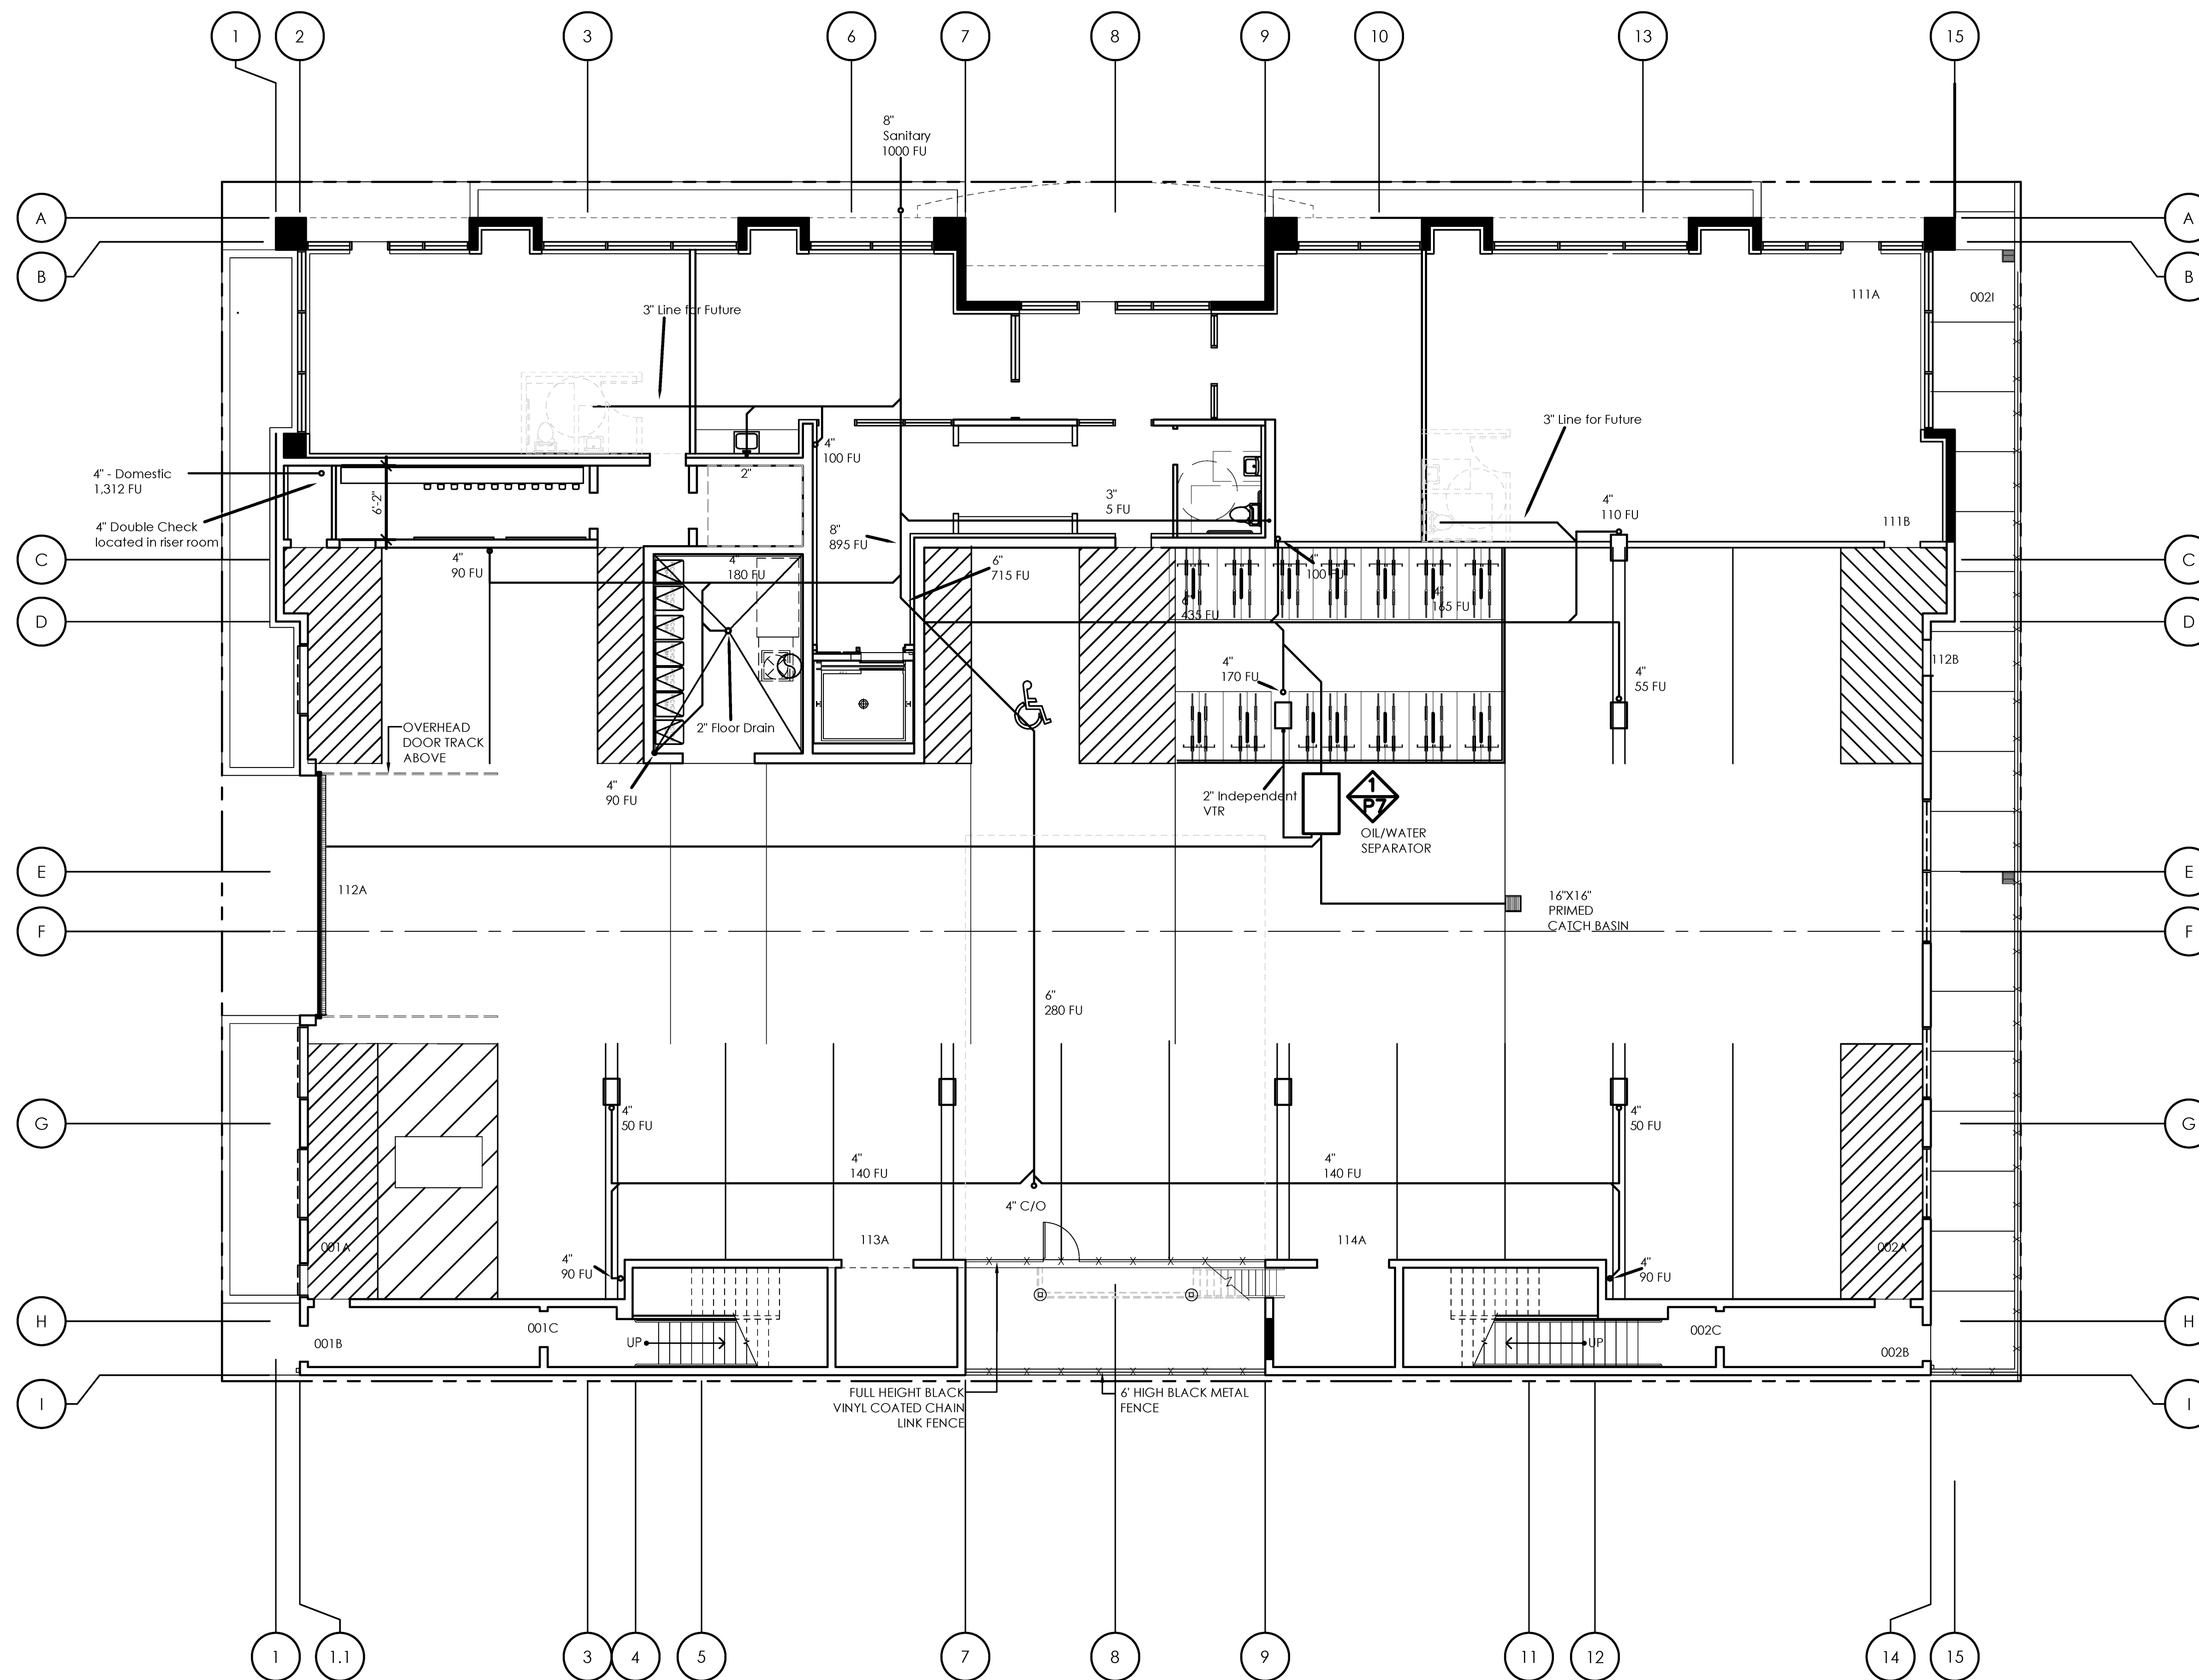 1
2
3
6
7
8
9
10
13
15
8"
Sanitary
1000 FU
A
A
B
B
111A
002I
3" Line for Future
3" Line for Future
4"
100 FU
2"
4" - Domestic
1,312 FU
6'-2"
4" Double Check
located in riser room
3"
5 FU
4"
110 FU
111B
8"
895 FU
C
C
4"
90 FU
4"
180 FU
6"
715 FU
4"
100 FU
4"
165 FU
6"
435 FU
D
D
112B
4"
170 FU
4"
55 FU
S
2" Floor Drain
OVERHEAD
DOOR TRACK
ABOVE
4"
90 FU
2" Independent
VTR
1
P7
OIL/WATER
SEPARATOR
E
E
112A
16"X16"
PRIMED
CATCH BASIN
F
F
6"
280 FU
G
G
4"
50 FU
4"
50 FU
4"
140 FU
4"
140 FU
4" C/O
113A
114A
001A
002A
4"
90 FU
4"
90 FU
H
H
001B
001C
UP
UP
002C
002B
I
I
FULL HEIGHT BLACK
VINYL COATED CHAIN
LINK FENCE
6' HIGH BLACK METAL
FENCE
1
1.1
3
4
5
7
8
9
11
12
14
15